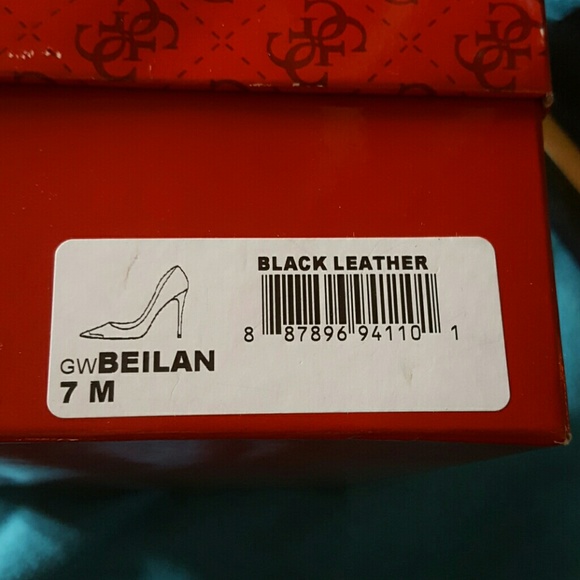 BLACK LEATHER
8 87896 94110 1
GWBEILAN
7 M